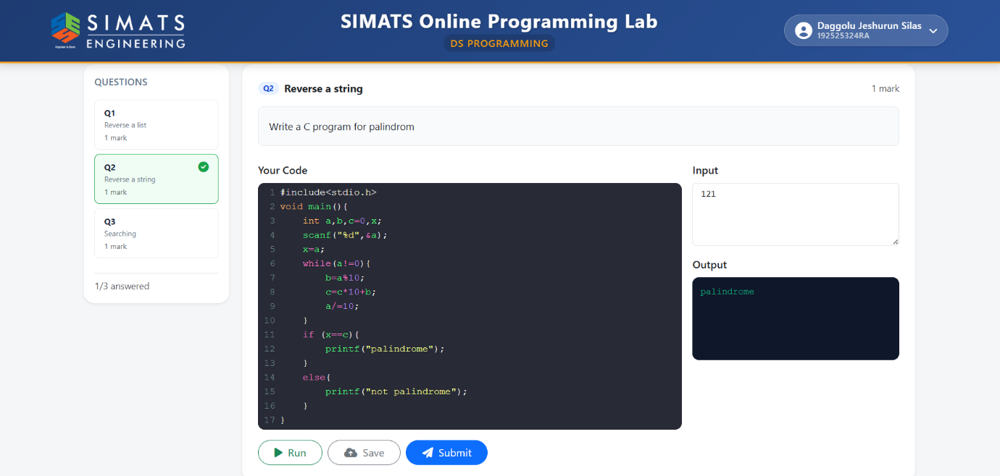 SIMATS
ENGINEERING
Engineer to Excel
SIMATS Online Programming Lab
DS PROGRAMMING
Daggolu Jeshurun Silas
192525324RA
QUESTIONS
Q1
Reverse a list
1 mark
Q2
Reverse a string
1 mark
Q3
Searching
1 mark
1/3 answered
Q2 Reverse a string
1 mark
Write a C program for palindrom
Your Code
1 #include<stdio.h>
2 void main(){
3     int a,b,c=0,x;
4     scanf("%d",&a);
5     x=a;
6     while(a!=0){
7         b=a%10;
8         c=c*10+b;
9         a/=10;
10     }
11     if (x==c){
12         printf("palindrome");
13     }
14     else{
15         printf("not palindrome");
16     }
17 }
Input
121
Output
palindrome
Run
Save
Submit